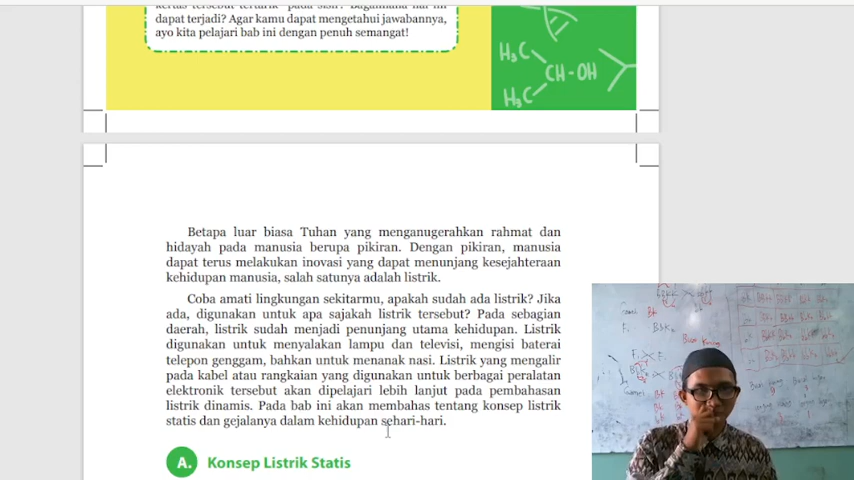 dapat terjadi? Agar kamu dapat mengetahui jawabannya,
ayo kita pelajari bab ini dengan penuh semangat!
H₃C
CH-OH
H₃C
Betapa luar biasa Tuhan yang menganugerahkan rahmat dan
hidayah pada manusia berupa pikiran. Dengan pikiran, manusia
dapat terus melakukan inovasi yang dapat menunjang kesejahteraan
kehidupan manusia, salah satunya adalah listrik.
Coba amati lingkungan sekitarmu, apakah sudah ada listrik? Jika
ada, digunakan untuk apa sajakah listrik tersebut? Pada sebagian
daerah, listrik sudah menjadi penunjang utama kehidupan. Listrik
digunakan untuk menyalakan lampu dan televisi, mengisi baterai
telepon genggam, bahkan untuk menanak nasi. Listrik yang mengalir
pada kabel atau rangkaian yang digunakan untuk berbagai peralatan
elektronik tersebut akan dipelajari lebih lanjut pada pembahasan
listrik dinamis. Pada bab ini akan membahas tentang konsep listrik
statis dan gejalanya dalam kehidupan sehari-hari.
A. Konsep Listrik Statis